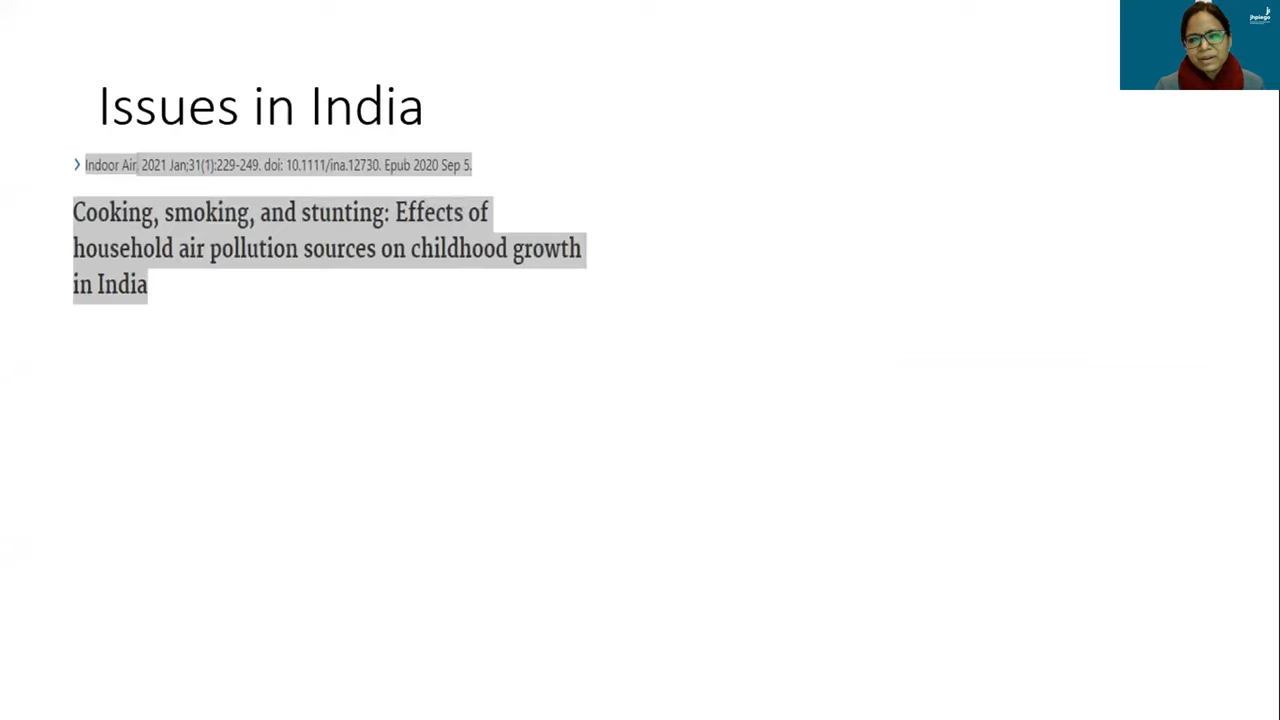 jhpiego
Issues in India
Indoor Air. 2021 Jan;31(1):229-249. doi: 10.1111/ina.12730. Epub 2020 Sep 5.
Cooking, smoking, and stunting: Effects of
household air pollution sources on childhood growth
in India